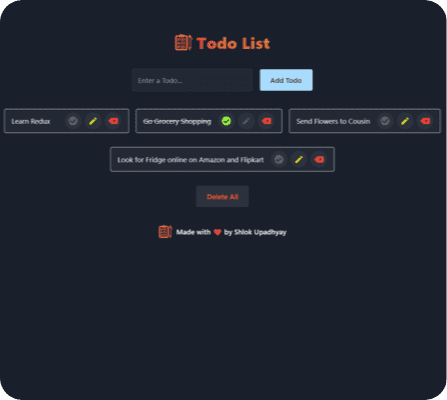 Todo List
Enter a Todo...
Add Todo
Learn Redux
Go Grocery Shopping
Send Flowers to Cousin
Look for Fridge online on Amazon and Flipkart
Delete All
Made with by Shlok Upadhyay